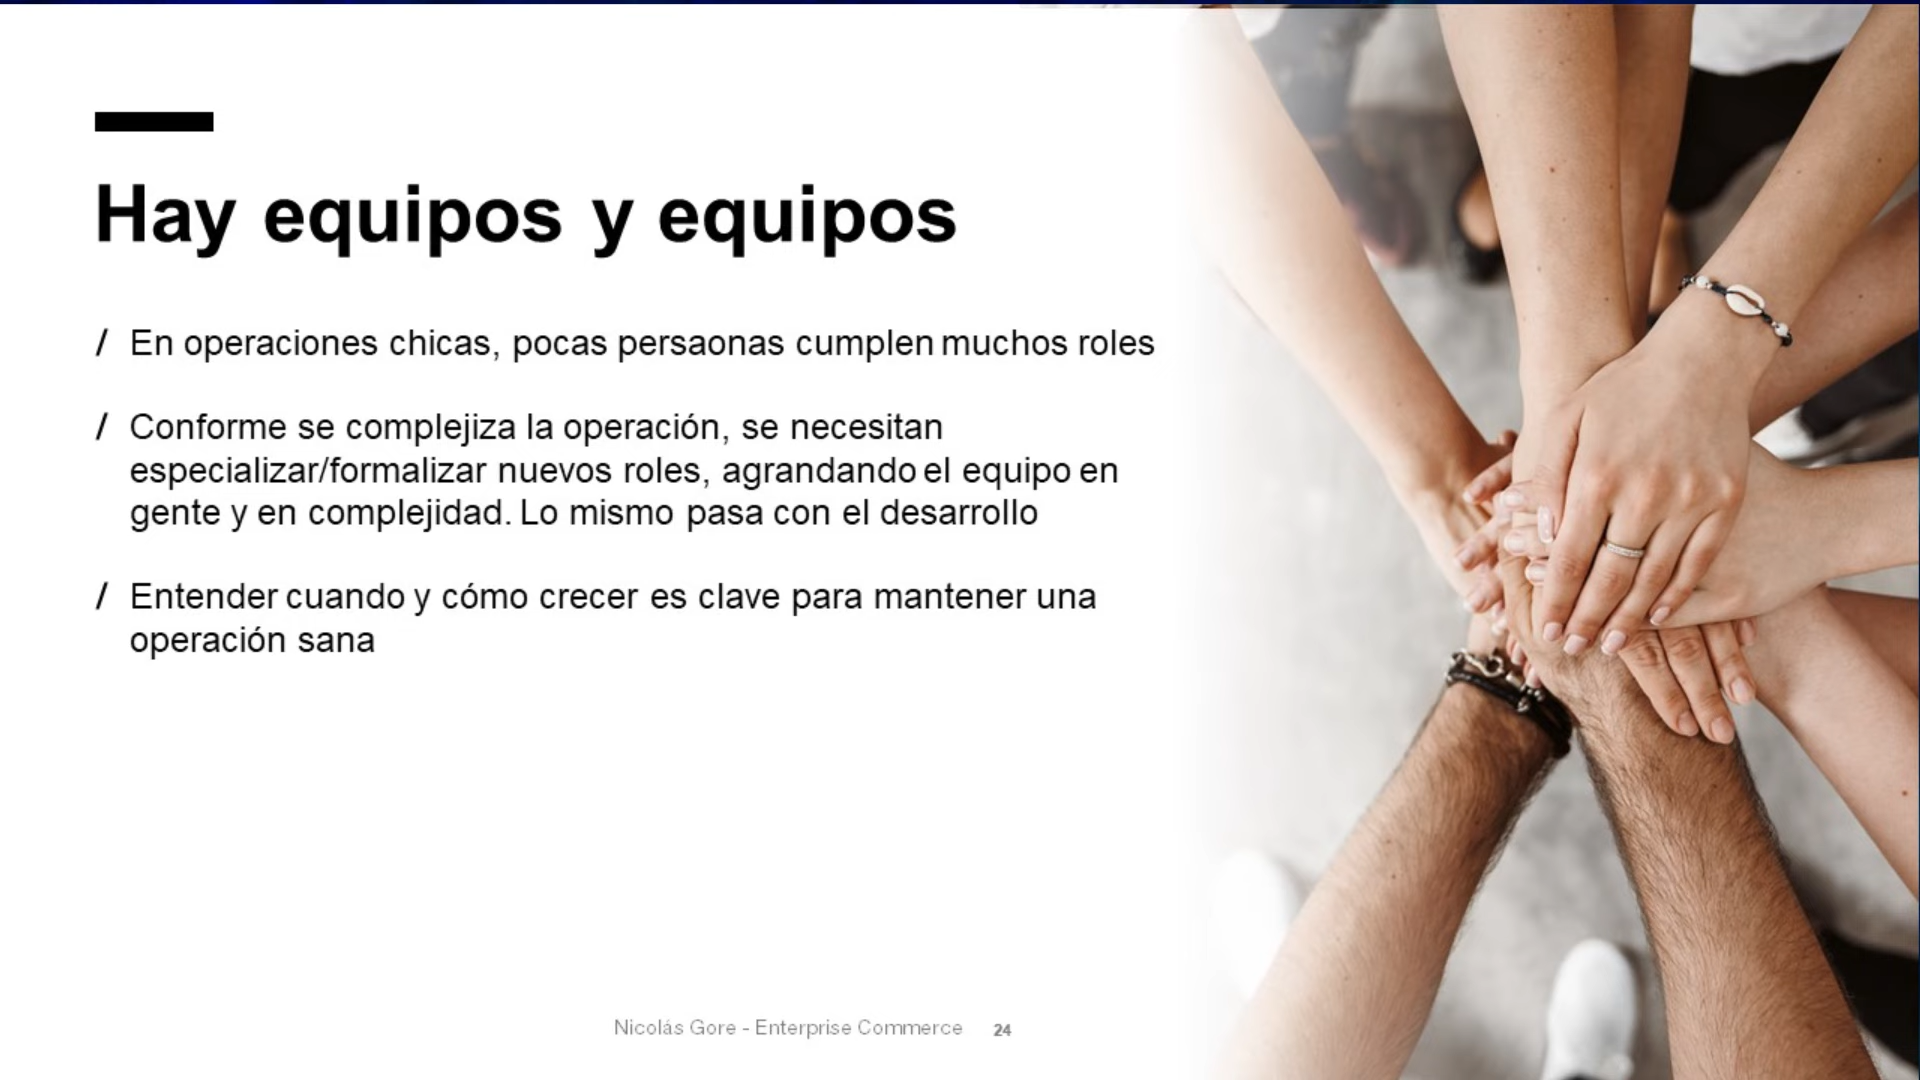 Hay equipos y equipos
/ En operaciones chicas, pocas persaonas cumplen muchos roles
/ Conforme se complejiza la operación, se necesitan
especializar/formalizar nuevos roles, agrandando el equipo en
gente y en complejidad. Lo mismo pasa con el desarrollo
/ Entender cuando y cómo crecer es clave para mantener una
operación sana
Nicolás Gore - Enterprise Commerce 24